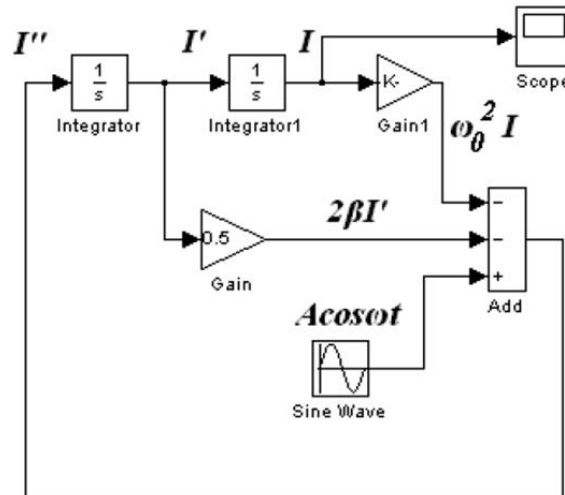 I'' I' I
1
s
Integrator
1
s
Integrator1
K-
Gain1
Scope
ω₀² I
0.5
Gain
2βI'
Acosωt
Sine Wave
−
−
+
Add